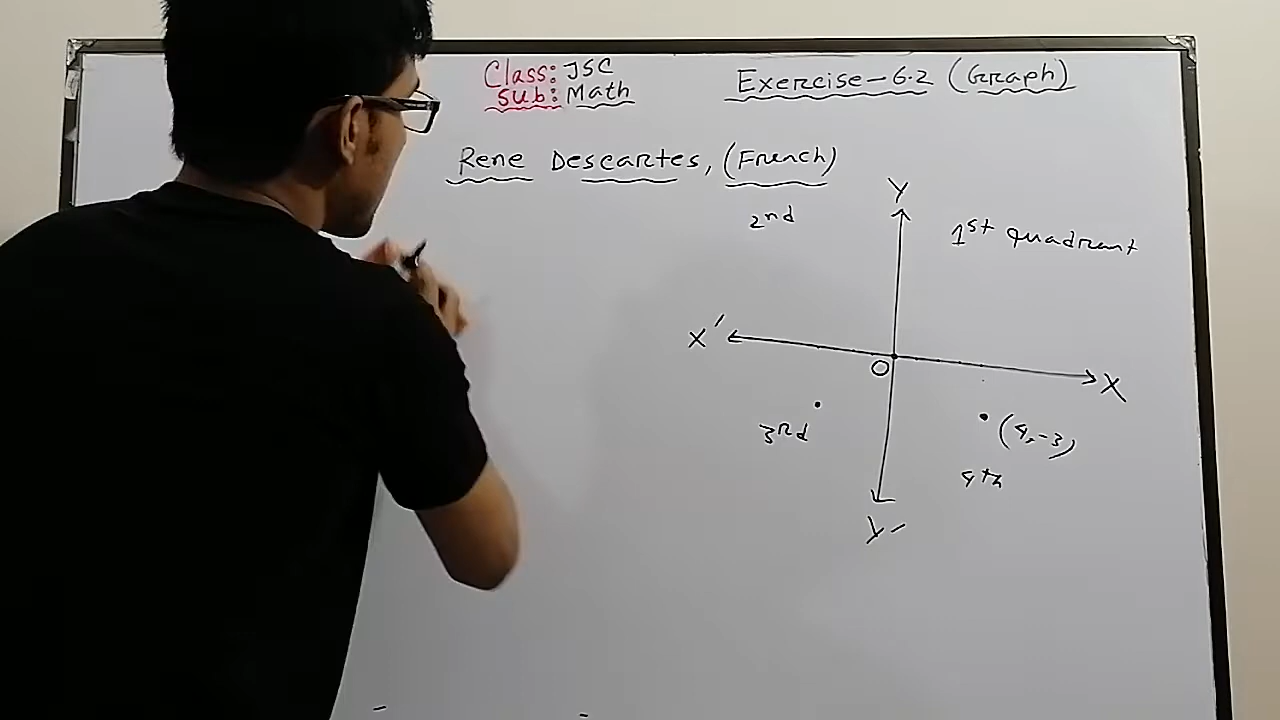 Class: JSC
Sub: Math
Exercise-6.2 (Graph)
Rene Descartes, (French)
Y
2nd
1st quadrant
X'
O
X
3rd
(4,-3)
4th
Y'